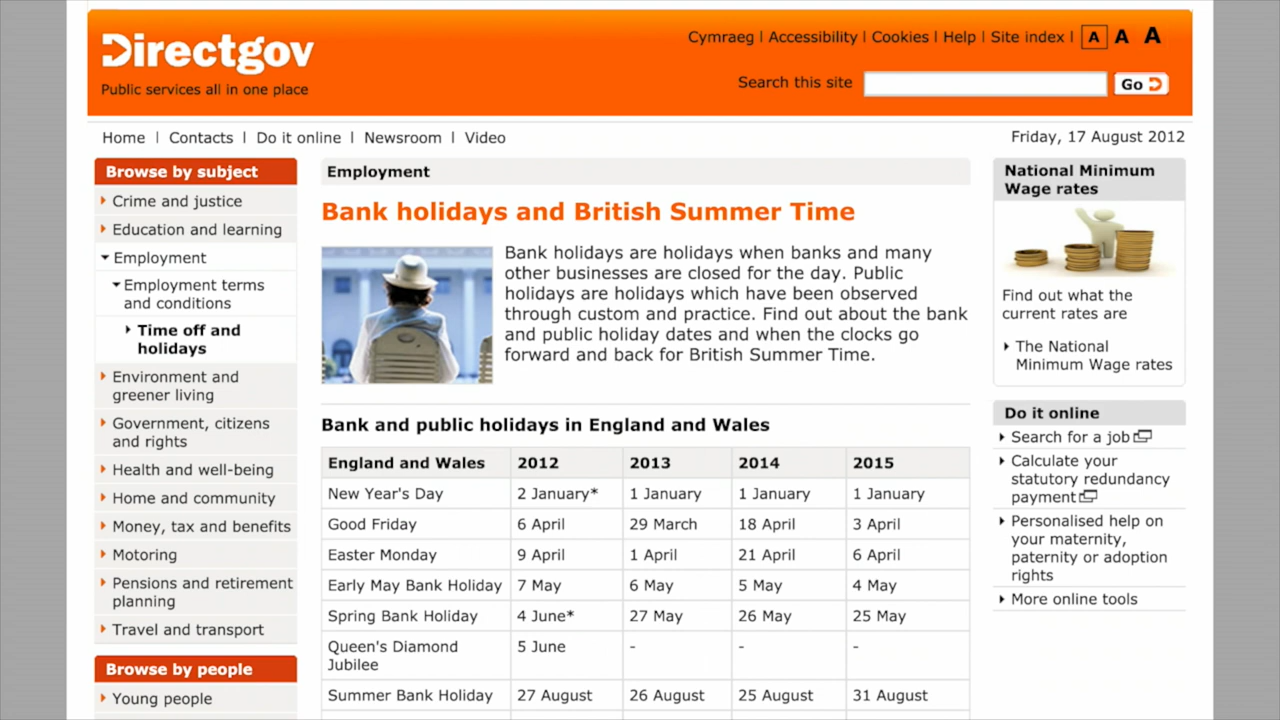 Directgov
Public services all in one place
Cymraeg | Accessibility | Cookies | Help | Site index | A A A
Search this site Go
Home | Contacts | Do it online | Newsroom | Video
Friday, 17 August 2012
Browse by subject
Crime and justice
Education and learning
Employment
Employment terms
and conditions
Time off and
holidays
Environment and
greener living
Government, citizens
and rights
Health and well-being
Home and community
Money, tax and benefits
Motoring
Pensions and retirement
planning
Travel and transport
Browse by people
Young people
Employment
Bank holidays and British Summer Time
Bank holidays are holidays when banks and many
other businesses are closed for the day. Public
holidays are holidays which have been observed
through custom and practice. Find out about the bank
and public holiday dates and when the clocks go
forward and back for British Summer Time.
Bank and public holidays in England and Wales
England and Wales 2012 2013 2014 2015
New Year's Day 2 January* 1 January 1 January 1 January
Good Friday 6 April 29 March 18 April 3 April
Easter Monday 9 April 1 April 21 April 6 April
Early May Bank Holiday 7 May 6 May 5 May 4 May
Spring Bank Holiday 4 June* 27 May 26 May 25 May
Queen's Diamond 5 June - - -
Jubilee
Summer Bank Holiday 27 August 26 August 25 August 31 August
National Minimum
Wage rates
Find out what the
current rates are
The National
Minimum Wage rates
Do it online
Search for a job
Calculate your
statutory redundancy
payment
Personalised help on
your maternity,
paternity or adoption
rights
More online tools